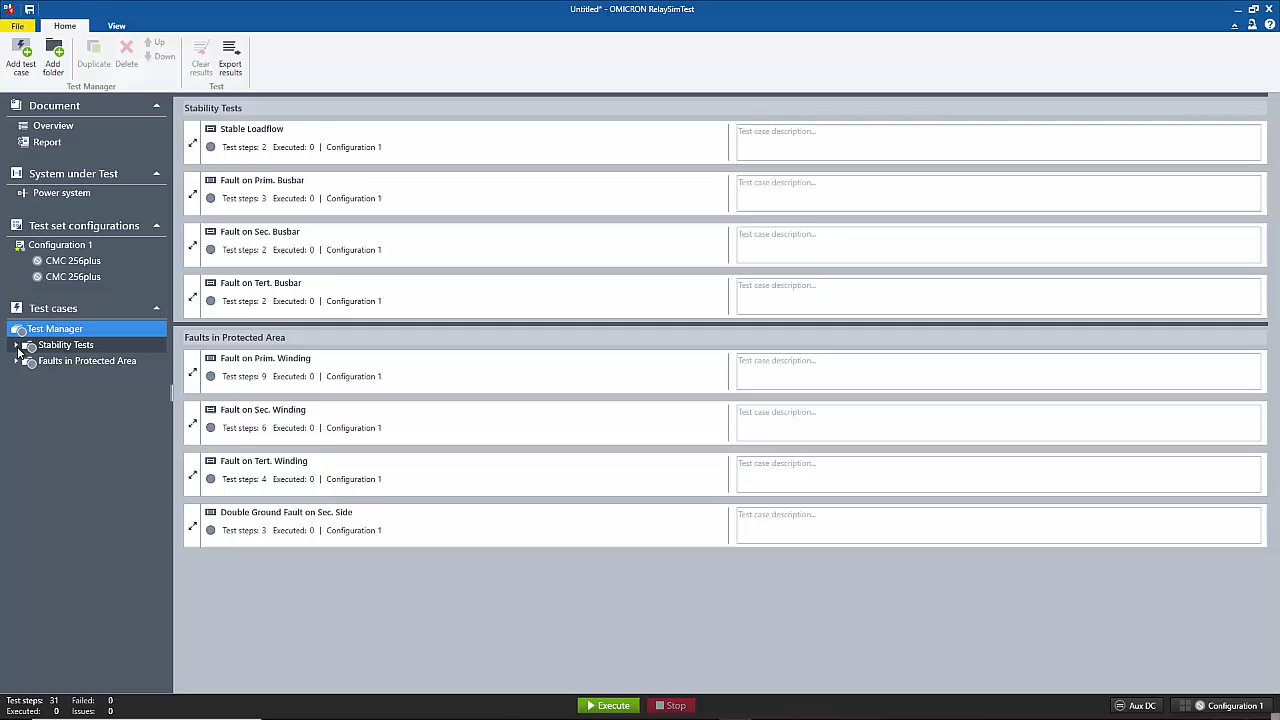 Untitled* - OMICRON RelaySimTest
File Home View
Add test case
Add folder
Duplicate
Delete
Up
Down
Clear results
Export results
Test Manager
Test
Document
Overview
Report
System under Test
Power system
Test set configurations
Configuration 1
CMC 256plus
CMC 256plus
Test cases
Test Manager
Stability Tests
Faults in Protected Area
Stability Tests
Stable Loadflow
Test steps: 2 Executed: 0 | Configuration 1
Test case description...
Fault on Prim. Busbar
Test steps: 3 Executed: 0 | Configuration 1
Test case description...
Fault on Sec. Busbar
Test steps: 2 Executed: 0 | Configuration 1
Test case description...
Fault on Tert. Busbar
Test steps: 2 Executed: 0 | Configuration 1
Test case description...
Faults in Protected Area
Fault on Prim. Winding
Test steps: 9 Executed: 0 | Configuration 1
Test case description...
Fault on Sec. Winding
Test steps: 6 Executed: 0 | Configuration 1
Test case description...
Fault on Tert. Winding
Test steps: 4 Executed: 0 | Configuration 1
Test case description...
Double Ground Fault on Sec. Side
Test steps: 3 Executed: 0 | Configuration 1
Test case description...
Test steps: 31 Failed: 0
Executed: 0 Issues: 0
Execute
Stop
Aux DC
Configuration 1